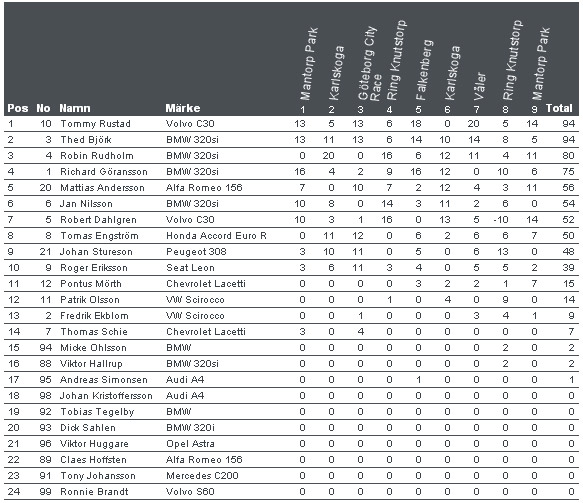 Mantorp Park Karlskoga Göteborg City Race Ring Knutstorp Falkenberg Karlskoga Våler Ring Knutstorp Mantorp Park
Pos No Namn Märke 1 2 3 4 5 6 7 8 9 Total
1 10 Tommy Rustad Volvo C30 13 5 13 6 18 0 20 5 14 94
2 3 Thed Björk BMW 320si 13 11 13 6 14 10 14 8 5 94
3 4 Robin Rudholm BMW 320si 0 20 0 16 6 12 11 4 11 80
4 1 Richard Göransson BMW 320si 16 4 2 9 16 12 0 10 6 75
5 20 Mattias Andersson Alfa Romeo 156 7 0 10 7 2 12 4 3 11 56
6 6 Jan Nilsson BMW 320si 10 8 0 14 3 11 2 6 0 54
7 5 Robert Dahlgren Volvo C30 10 3 1 16 0 13 5 -10 14 52
8 8 Tomas Engström Honda Accord Euro R 0 11 12 0 6 2 6 6 7 50
9 21 Johan Stureson Peugeot 308 3 10 11 0 5 0 6 13 0 48
10 9 Roger Eriksson Seat Leon 3 6 11 3 4 0 5 5 2 39
11 12 Pontus Mörth Chevrolet Lacetti 0 0 0 0 3 2 2 1 7 15
12 11 Patrik Olsson VW Scirocco 0 0 0 1 0 4 0 9 0 14
13 2 Fredrik Ekblom VW Scirocco 0 0 1 0 0 0 3 4 1 9
14 7 Thomas Schie Chevrolet Lacetti 3 0 4 0 0 0 0 0 0 7
15 94 Micke Ohlsson BMW 0 0 0 0 0 0 0 2 0 2
16 88 Viktor Hallrup BMW 320si 0 0 0 0 0 0 0 2 0 2
17 95 Andreas Simonsen Audi A4 0 0 0 0 1 0 0 0 0 1
18 98 Johan Kristoffersson Audi A4 0 0 0 0 0 0 0 0 0 0
19 92 Tobias Tegelby BMW 0 0 0 0 0 0 0 0 0 0
20 93 Dick Sahlen BMW 320i 0 0 0 0 0 0 0 0 0 0
21 96 Viktor Huggare Opel Astra 0 0 0 0 0 0 0 0 0 0
22 89 Claes Hoffsten Alfa Romeo 156 0 0 0 0 0 0 0 0 0 0
23 91 Tony Johansson Mercedes C200 0 0 0 0 0 0 0 0 0 0
24 99 Ronnie Brandt Volvo S60 0 0 0 0 0 0 0 0 0 0